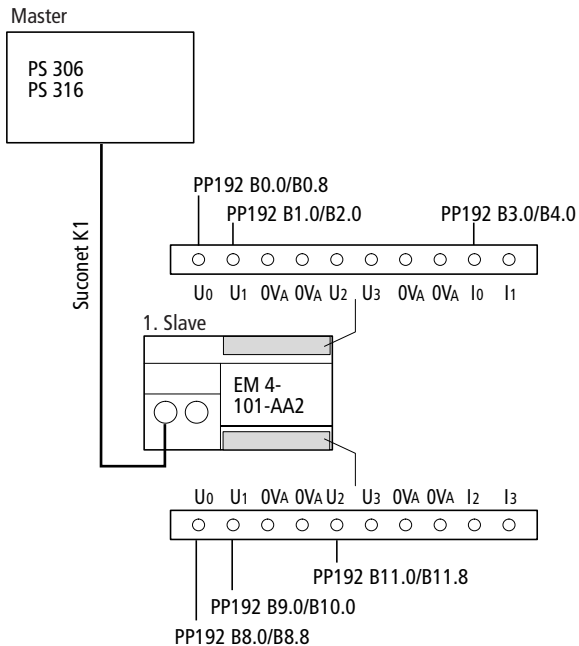 Master
PS 306
PS 316
Suconet K1
PP192 B0.0/B0.8
PP192 B1.0/B2.0
PP192 B3.0/B4.0
U0 U1 0VA 0VA U2 U3 0VA 0VA I0 I1
1. Slave
EM 4-
101-AA2
U0 U1 0VA 0VA U2 U3 0VA 0VA I2 I3
PP192 B11.0/B11.8
PP192 B9.0/B10.0
PP192 B8.0/B8.8